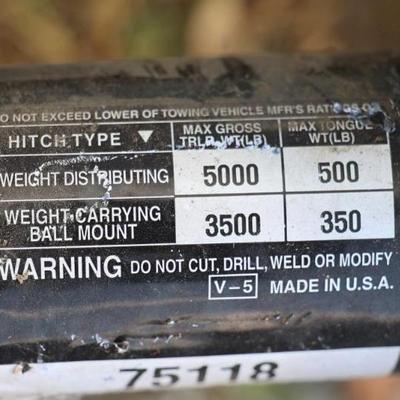 DO NOT EXCEED LOWER OF TOWING VEHICLE MFR'S RATINGS OR
HITCH TYPE ▼ MAX GROSS TRLR. WT(LB) MAX TONGUE WT(LB)
WEIGHT DISTRIBUTING 5000 500
WEIGHT CARRYING
BALL MOUNT 3500 350
WARNING DO NOT CUT, DRILL, WELD OR MODIFY
V-5 MADE IN U.S.A.
75118